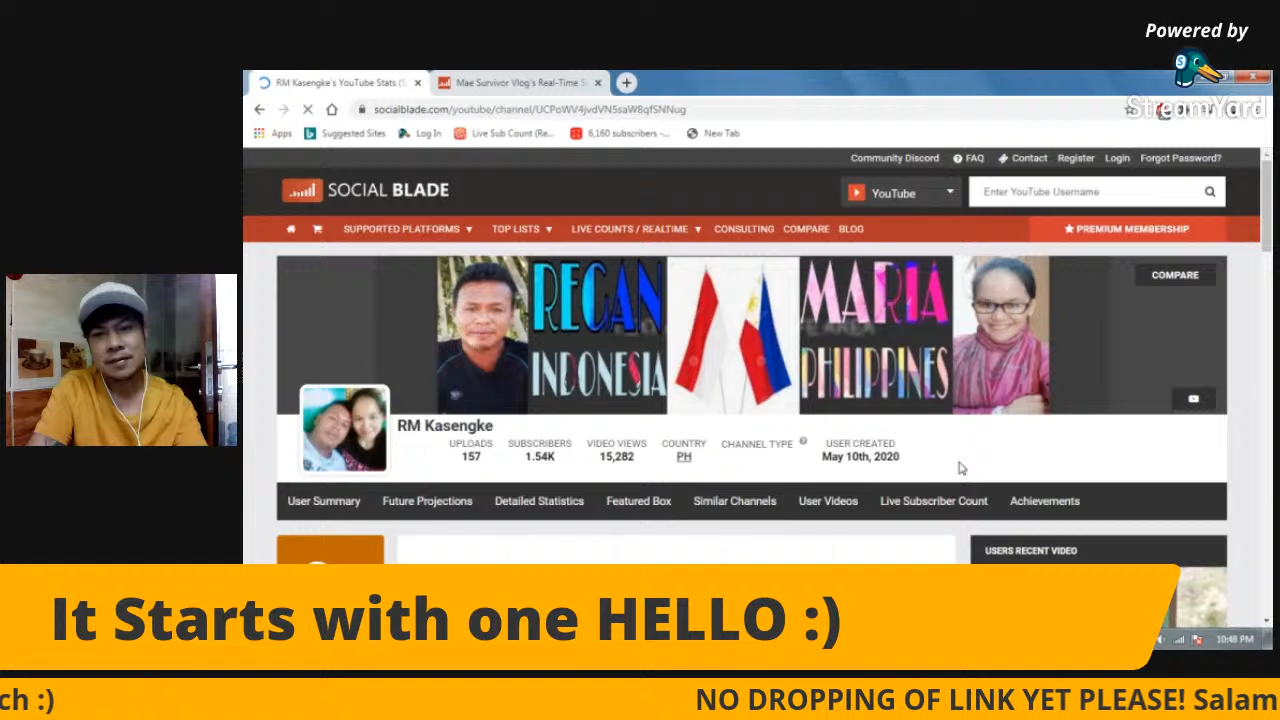 Powered by
StreamYard
RM Kasengke's YouTube Stats (S
Mae Survivor Vlog's Real-Time S
socialblade.com/youtube/channel/UCPoWV4jvdVN5saW8qfSNNug
Apps Suggested Sites Log In Live Sub Count (Re... 6,160 subscribers -... New Tab
Community Discord FAQ Contact Register Login Forgot Password?
SOCIAL BLADE
YouTube
Enter YouTube Username
SUPPORTED PLATFORMS TOP LISTS LIVE COUNTS / REALTIME CONSULTING COMPARE BLOG
PREMIUM MEMBERSHIP
COMPARE
REGAN
INDONESIA
MARIA
PHILIPPINES
RM Kasengke
UPLOADS SUBSCRIBERS VIDEO VIEWS COUNTRY CHANNEL TYPE USER CREATED
157 1.54K 15,282 PH May 10th, 2020
User Summary Future Projections Detailed Statistics Featured Box Similar Channels User Videos Live Subscriber Count Achievements
USERS RECENT VIDEO
It Starts with one HELLO :)
10:48 PM
ch :) NO DROPPING OF LINK YET PLEASE! Salam